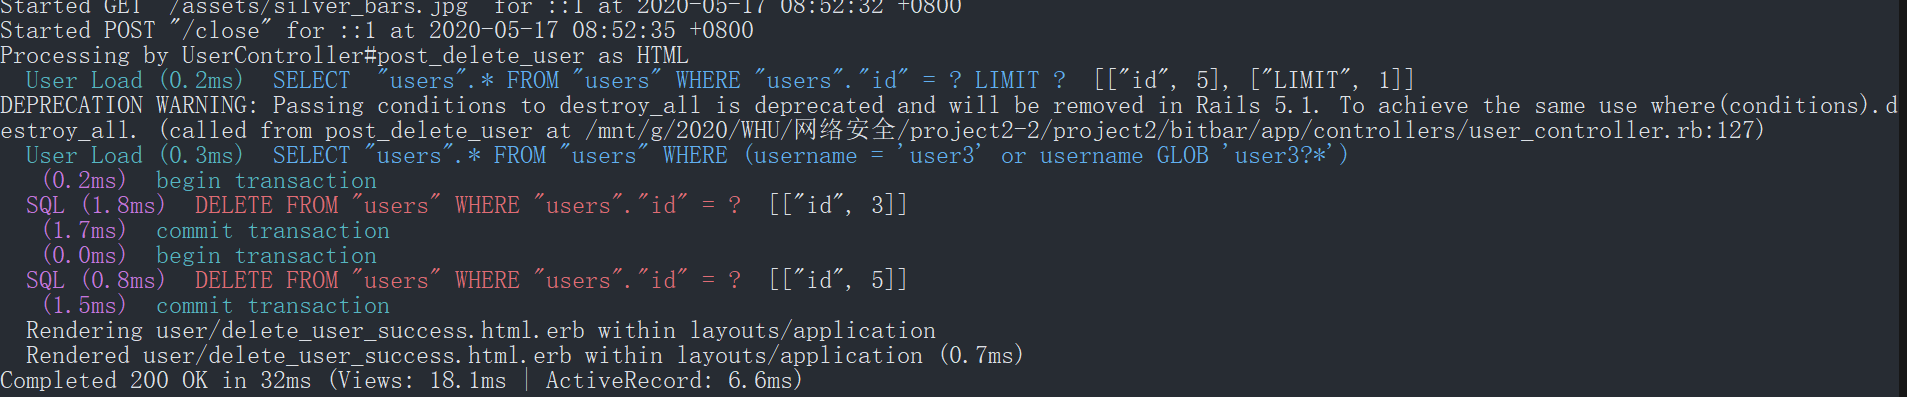 Started GET "/assets/silver_bars.jpg" for ::1 at 2020-05-17 08:52:32 +0800
Started POST "/close" for ::1 at 2020-05-17 08:52:35 +0800
Processing by UserController#post_delete_user as HTML
  User Load (0.2ms)  SELECT  "users".* FROM "users" WHERE "users"."id" = ? LIMIT ?  [["id", 5], ["LIMIT", 1]]
DEPRECATION WARNING: Passing conditions to destroy_all is deprecated and will be removed in Rails 5.1. To achieve the same use where(conditions).d
estroy_all. (called from post_delete_user at /mnt/g/2020/WHU/网络安全/project2-2/project2/bitbar/app/controllers/user_controller.rb:127)
  User Load (0.3ms)  SELECT "users".* FROM "users" WHERE (username = 'user3' or username GLOB 'user3?*')
   (0.2ms)  begin transaction
  SQL (1.8ms)  DELETE FROM "users" WHERE "users"."id" = ?  [["id", 3]]
   (1.7ms)  commit transaction
   (0.0ms)  begin transaction
  SQL (0.8ms)  DELETE FROM "users" WHERE "users"."id" = ?  [["id", 5]]
   (1.5ms)  commit transaction
  Rendering user/delete_user_success.html.erb within layouts/application
  Rendered user/delete_user_success.html.erb within layouts/application (0.7ms)
Completed 200 OK in 32ms (Views: 18.1ms | ActiveRecord: 6.6ms)